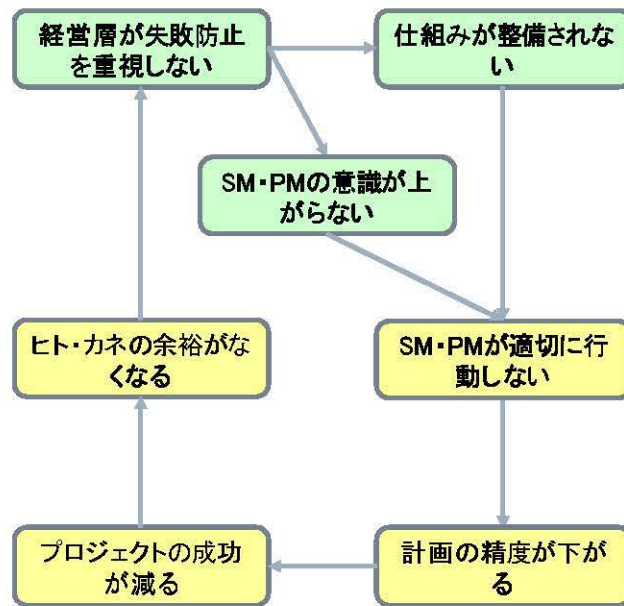 経営層が失敗防止
を重視しない
仕組みが整備されな
い
SM・PMの意識が上
がらない
ヒト・カネの余裕がな
くなる
SM・PMが適切に行
動しない
プロジェクトの成功
が減る
計画の精度が下が
る